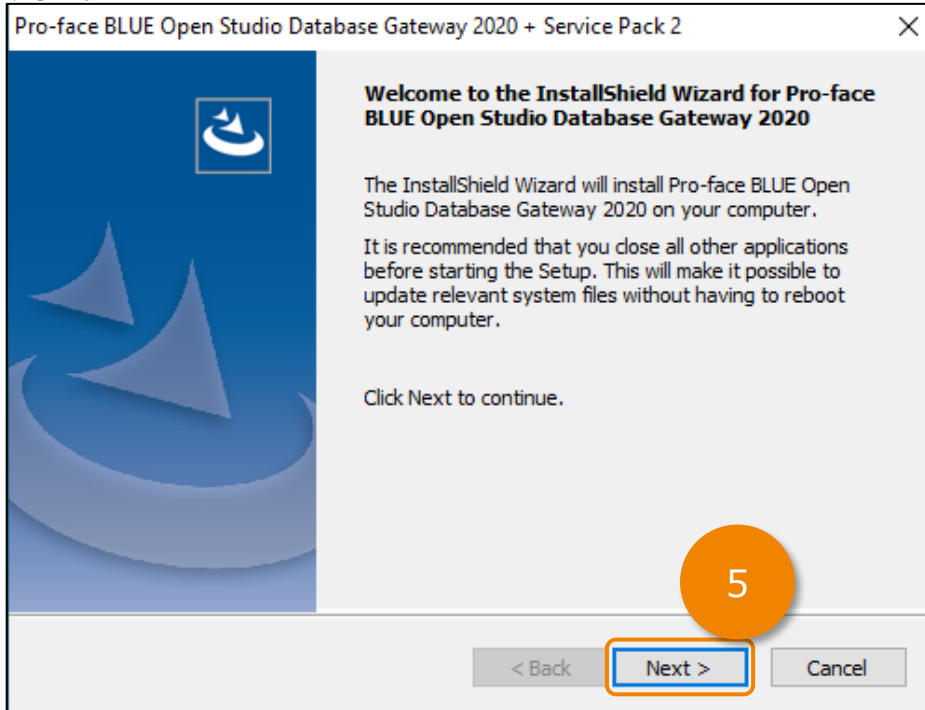 Pro-face BLUE Open Studio Database Gateway 2020 + Service Pack 2
Welcome to the InstallShield Wizard for Pro-face
BLUE Open Studio Database Gateway 2020
The InstallShield Wizard will install Pro-face BLUE Open
Studio Database Gateway 2020 on your computer.
It is recommended that you close all other applications
before starting the Setup. This will make it possible to
update relevant system files without having to reboot
your computer.
Click Next to continue.
5
< Back Next > Cancel